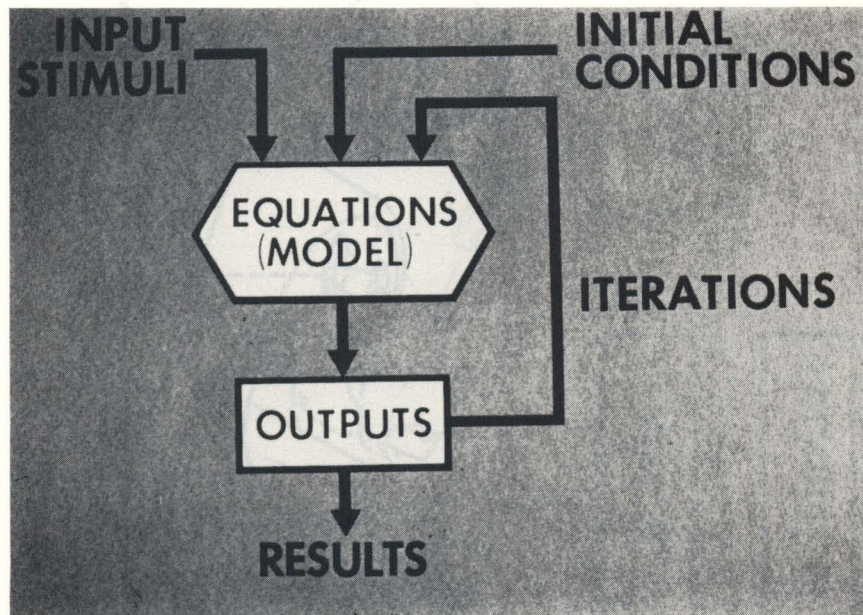 INPUT
STIMULI
INITIAL
CONDITIONS
EQUATIONS
(MODEL)
ITERATIONS
OUTPUTS
RESULTS